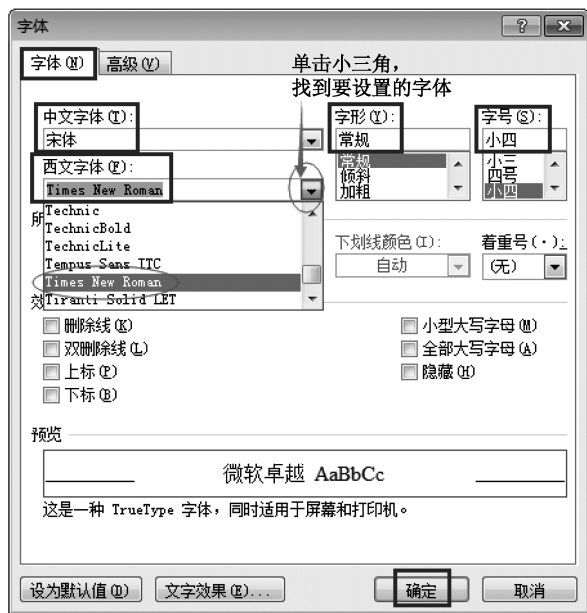 字体
字体(N) 高级(V)
单击小三角，
找到要设置的字体
中文字体(T): 字形(Y): 字号(S):
宋体 常规 小四
西文字体(F): 常规 小三
Times New Roman 倾斜 四号
加粗 小四
所
Technic
TechnicBold 下划线颜色(I): 着重号(·):
TechnicLite 自动 (无)
Tempus Sans ITC
Times New Roman
效 Tiranti Solid LET
删除线(K) 小型大写字母(M)
双删除线(L) 全部大写字母(A)
上标(P) 隐藏(H)
下标(B)
预览
微软卓越 AaBbCc
这是一种 TrueType 字体，同时适用于屏幕和打印机。
设为默认值(D) 文字效果(E)... 确定 取消